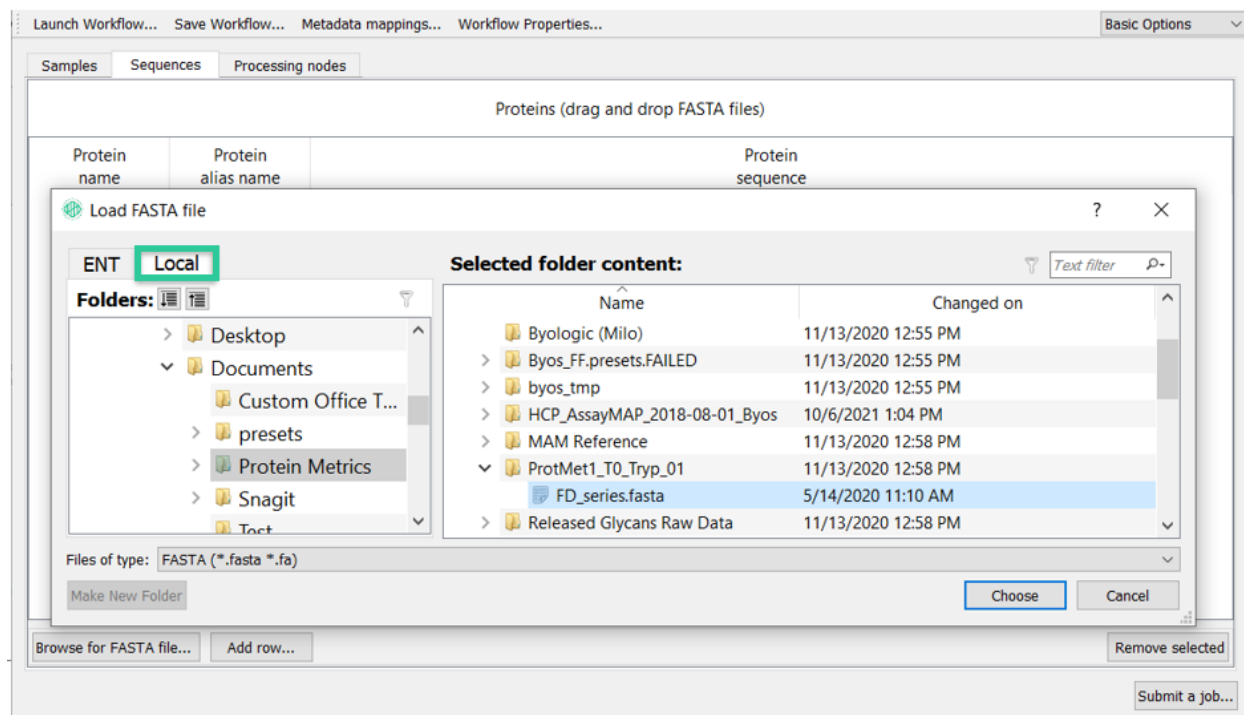 Launch Workflow... Save Workflow... Metadata mappings... Workflow Properties... Basic Options
Samples Sequences Processing nodes
Proteins (drag and drop FASTA files)
Protein name Protein alias name Protein sequence
Load FASTA file ?
ENT Local Selected folder content: Text filter
Folders: Name Changed on
Desktop Byologic (Milo) 11/13/2020 12:55 PM
Documents Byos_FF.presets.FAILED 11/13/2020 12:55 PM
Custom Office T... byos_tmp 11/13/2020 12:55 PM
presets HCP_AssayMAP_2018-08-01_Byos 10/6/2021 1:04 PM
Protein Metrics MAM Reference 11/13/2020 12:58 PM
Snagit ProtMet1_T0_Tryp_01 11/13/2020 12:58 PM
Test FD_series.fasta 5/14/2020 11:10 AM
Released Glycans Raw Data 11/13/2020 12:58 PM
Files of type: FASTA (*.fasta *.fa)
Make New Folder Choose Cancel
Browse for FASTA file... Add row... Remove selected
Submit a job...